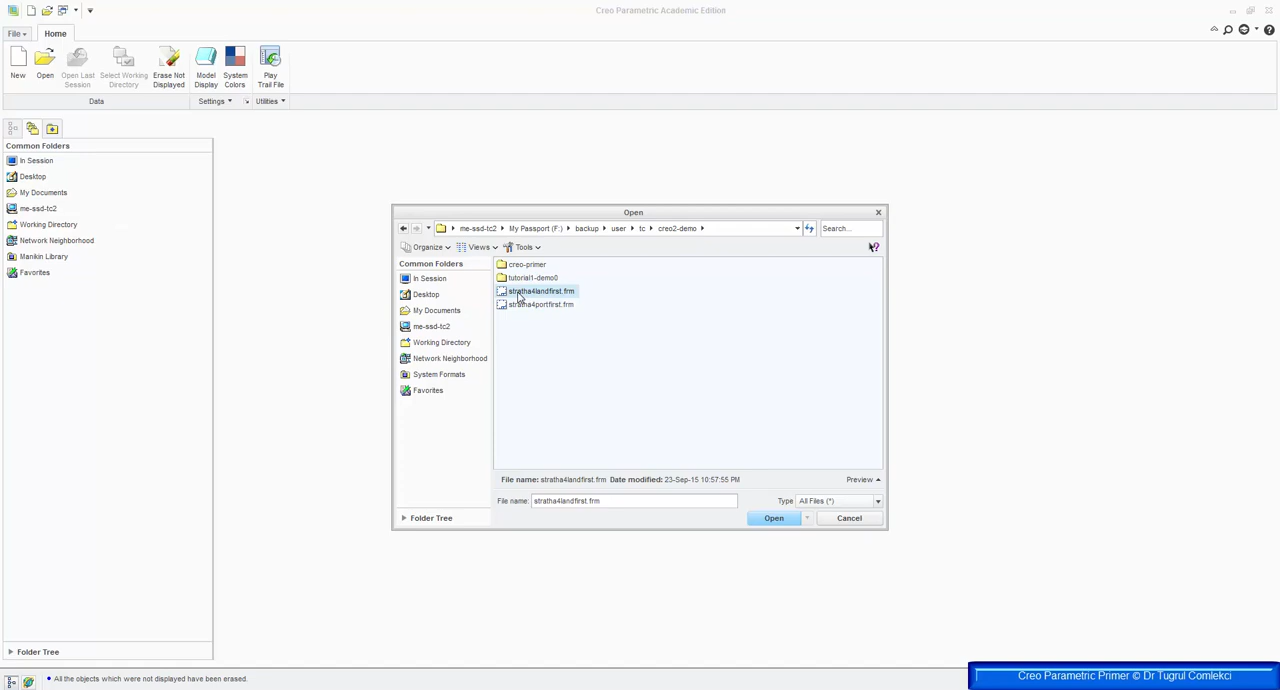 Creo Parametric Academic Edition
File
Home
New
Open
Open Last Session
Select Working Directory
Erase Not Displayed
Model Display
System Colors
Play Trail File
Data
Settings
Utilities
Common Folders
In Session
Desktop
My Documents
me-ssd-tc2
Working Directory
Network Neighborhood
Manikin Library
Favorites
Open
me-ssd-tc2
My Passport (F:)
backup
user
tc
creo2-demo
Search...
Organize
Views
Tools
Common Folders
In Session
Desktop
My Documents
me-ssd-tc2
Working Directory
Network Neighborhood
System Formats
Favorites
Folder Tree
creo-primer
tutorial1-demo0
stratha4landfirst.frm
stratha4portfirst.frm
File name: stratha4landfirst.frm Date modified: 23-Sep-15 10:57:55 PM
Preview
File name: stratha4landfirst.frm
Type All Files (*)
Open
Cancel
Folder Tree
All the objects which were not displayed have been erased.
Creo Parametric Primer © Dr Tugrul Comlekci